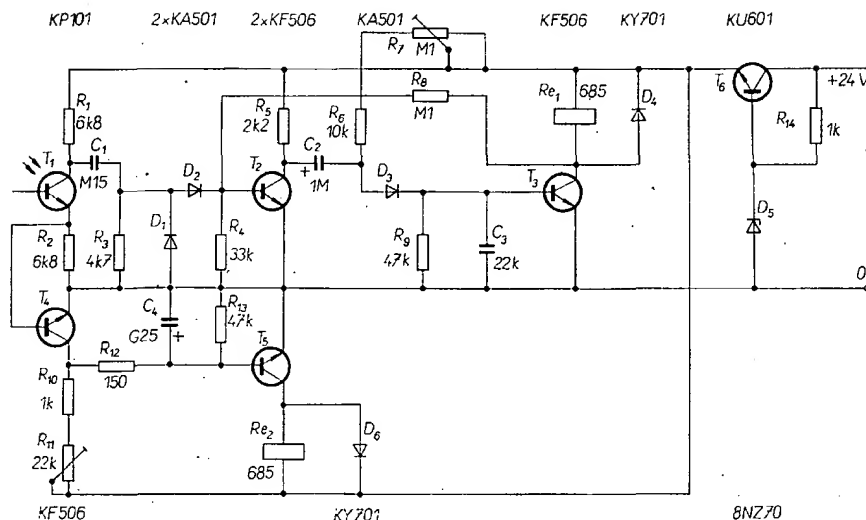 KP101 2×KA501 2×KF506 KA501 KF506 KY701 KU601
R7 M1
R8 M1
R1 6k8
R5 2k2
R6 10k
Re1 685
D4
T6
+24V
R14 1k
T1
C1 M15
D2
T2
C2 + 1M
D3
T3
R2 6k8
R3 4k7
D1
R4 33k
R9 47k
C3 22k
D5
0
T4
C4 G25 +
R13 47k
R12 150
T5
R10 1k
R11 22k
Re2 685
D6
KF506 KY701 8NZ70